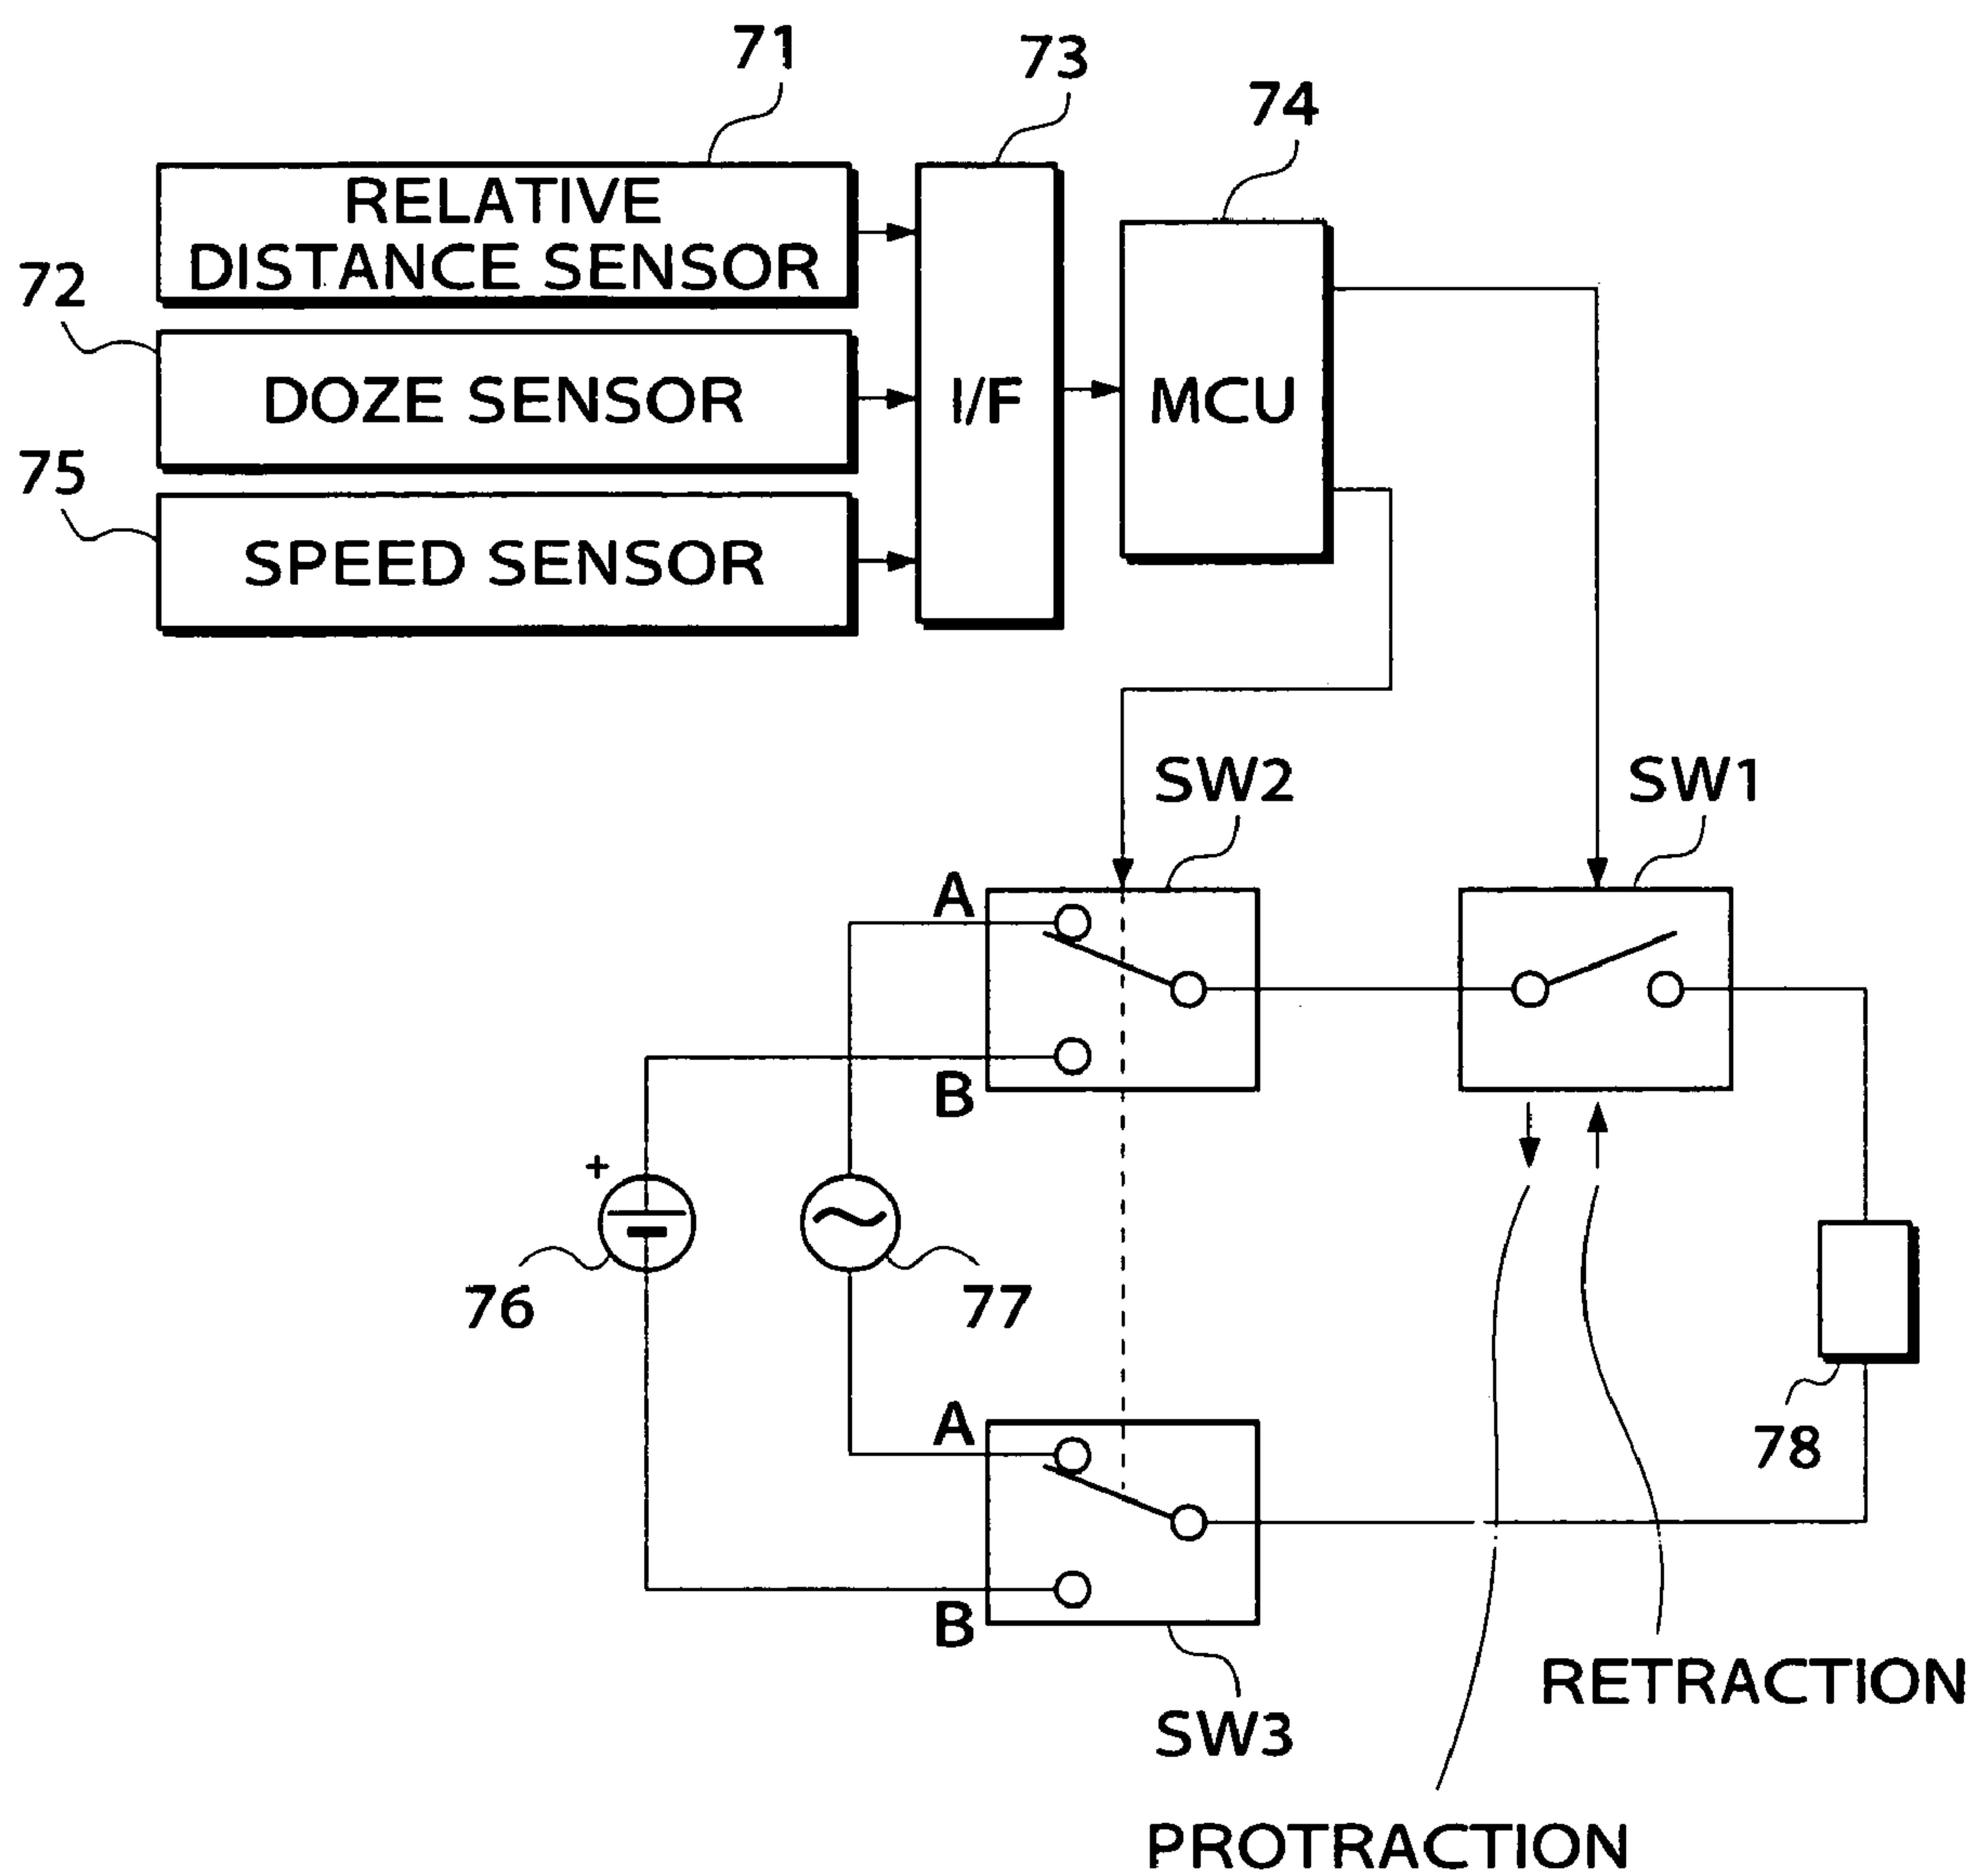 71
73
74
RELATIVE
DISTANCE SENSOR
72
DOZE SENSOR
I/F
MCU
75
SPEED SENSOR
SW2
SW1
A
B
+
76
77
A
78
B
RETRACTION
SW3
PROTRACTION